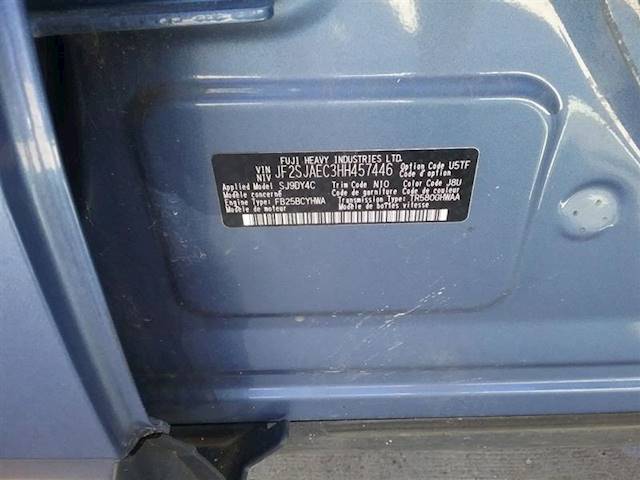 FUJI HEAVY INDUSTRIES LTD.
VIN NIV JF2SJAEC3HH457446 Option Code U5TF
Applied Model SJ9DY4C Trim Code N10 Color Code J8U
Modèle concerné Code de garniture Code de couleur
Engine Type FB25BCYHWA Transmission Type TR580GHWAA
Modèle de moteur Modèle de boîtes vitesse